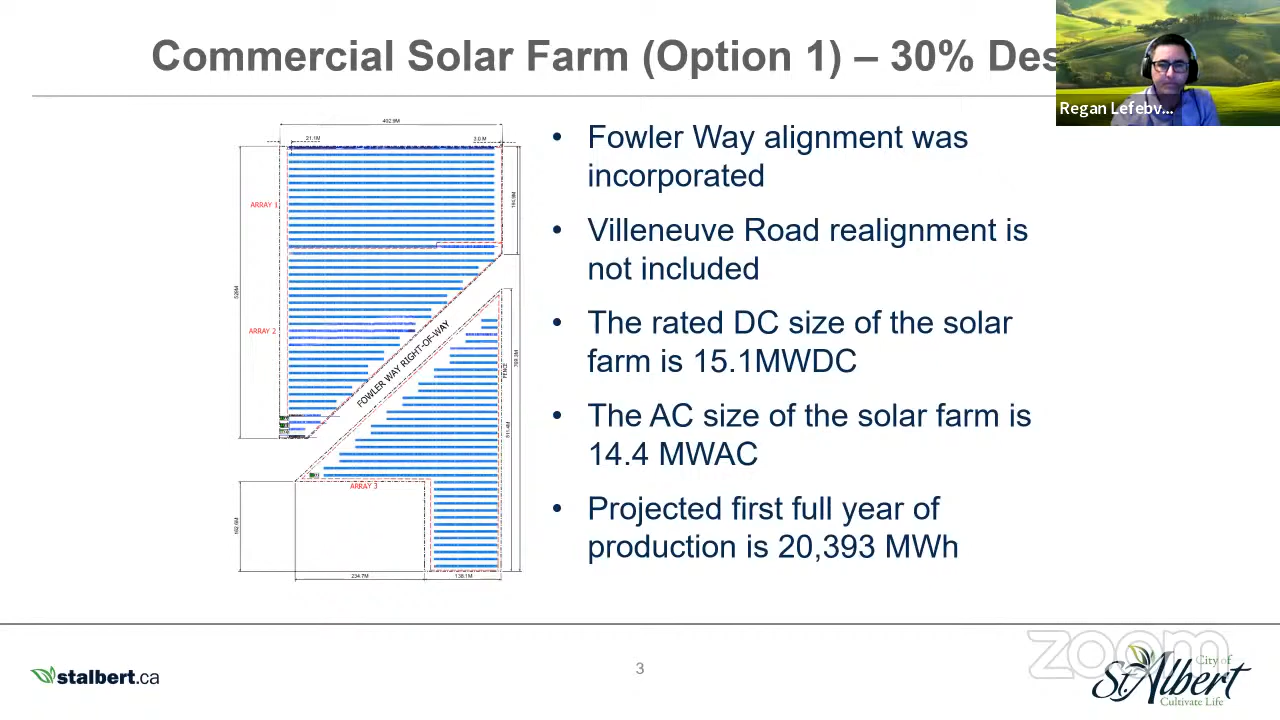 Commercial Solar Farm (Option 1) – 30% Des
Regan Lefebv...
402.9M
21.1M
3.0 M
ARRAY 1
ARRAY 2
FOWLER WAY RIGHT-OF-WAY
FENCE
ARRAY 3
234.7M
138.1M
• Fowler Way alignment was
incorporated
• Villeneuve Road realignment is
not included
• The rated DC size of the solar
farm is 15.1MWDC
• The AC size of the solar farm is
14.4 MWAC
• Projected first full year of
production is 20,393 MWh
zoom
stalbert.ca
3
City of
St. Albert
Cultivate Life